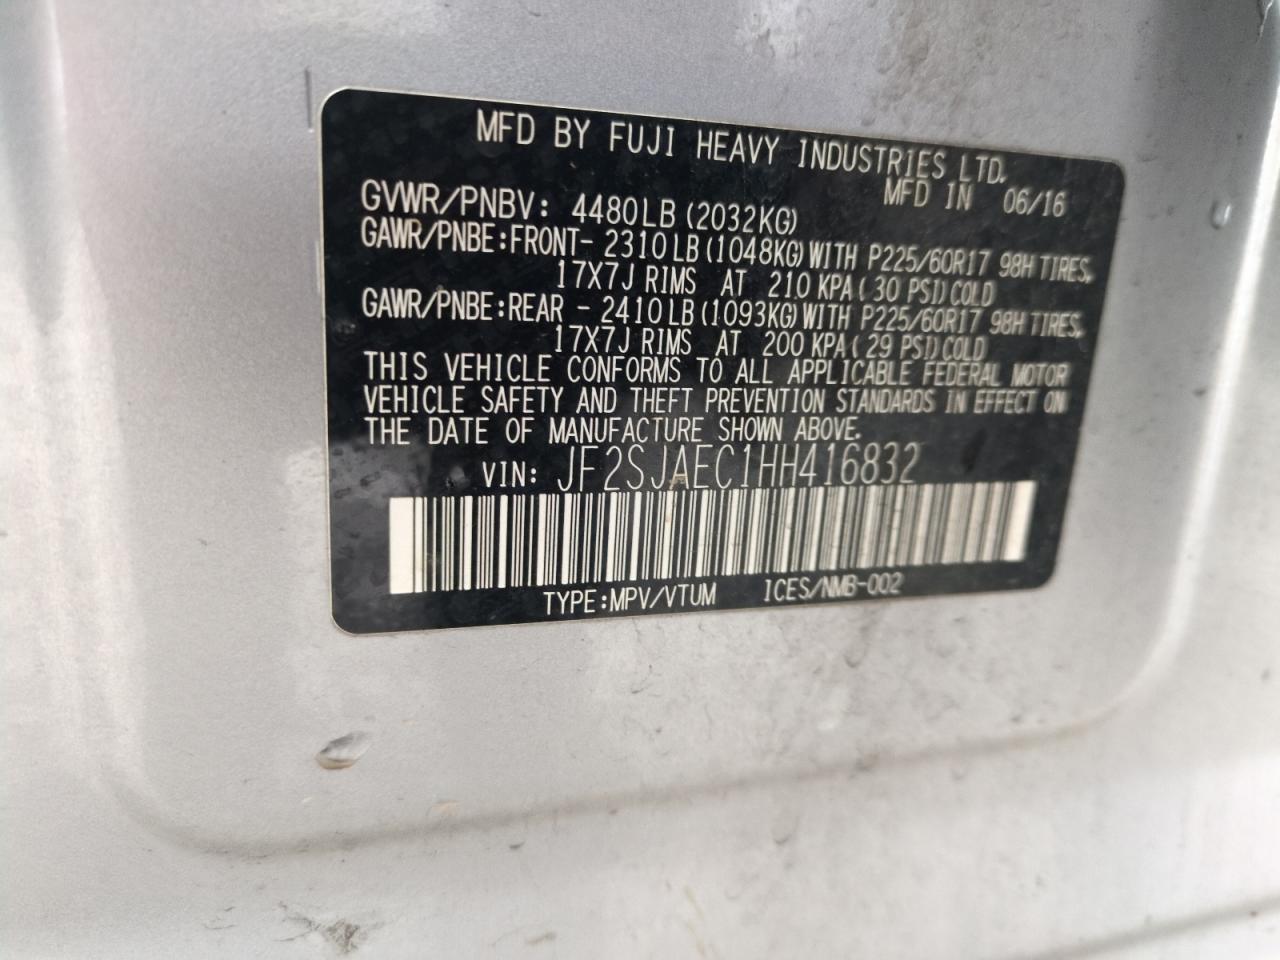 MFD BY FUJI HEAVY INDUSTRIES LTD.
MFD IN 06/16
GVWR/PNBV: 4480LB (2032KG)
GAWR/PNBE:FRONT- 2310LB (1048KG) WITH P225/60R17 98H TIRES,
17X7J RIMS AT 210 KPA ( 30 PSI) COLD
GAWR/PNBE:REAR - 2410LB (1093KG) WITH P225/60R17 98H TIRES,
17X7J RIMS AT 200 KPA ( 29 PSI) COLD
THIS VEHICLE CONFORMS TO ALL APPLICABLE FEDERAL MOTOR
VEHICLE SAFETY AND THEFT PREVENTION STANDARDS IN EFFECT ON
THE DATE OF MANUFACTURE SHOWN ABOVE.
VIN: JF2SJAEC1HH416832
TYPE:MPV/VTUM ICES/NMB-002